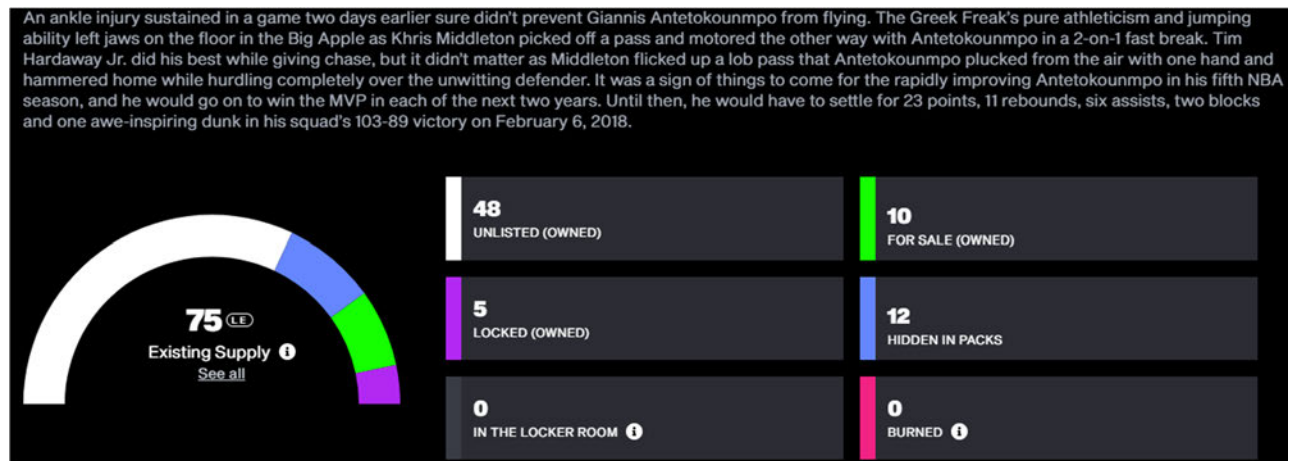 An ankle injury sustained in a game two days earlier sure didn't prevent Giannis Antetokounmpo from flying. The Greek Freak's pure athleticism and jumping
ability left jaws on the floor in the Big Apple as Khris Middleton picked off a pass and motored the other way with Antetokounmpo in a 2-on-1 fast break. Tim
Hardaway Jr. did his best while giving chase, but it didn't matter as Middleton flicked up a lob pass that Antetokounmpo plucked from the air with one hand and
hammered home while hurdling completely over the unwitting defender. It was a sign of things to come for the rapidly improving Antetokounmpo in his fifth NBA
season, and he would go on to win the MVP in each of the next two years. Until then, he would have to settle for 23 points, 11 rebounds, six assists, two blocks
and one awe-inspiring dunk in his squad's 103-89 victory on February 6, 2018.
75 LE
Existing Supply i
See all
48
UNLISTED (OWNED)
10
FOR SALE (OWNED)
5
LOCKED (OWNED)
12
HIDDEN IN PACKS
0
IN THE LOCKER ROOM i
0
BURNED i